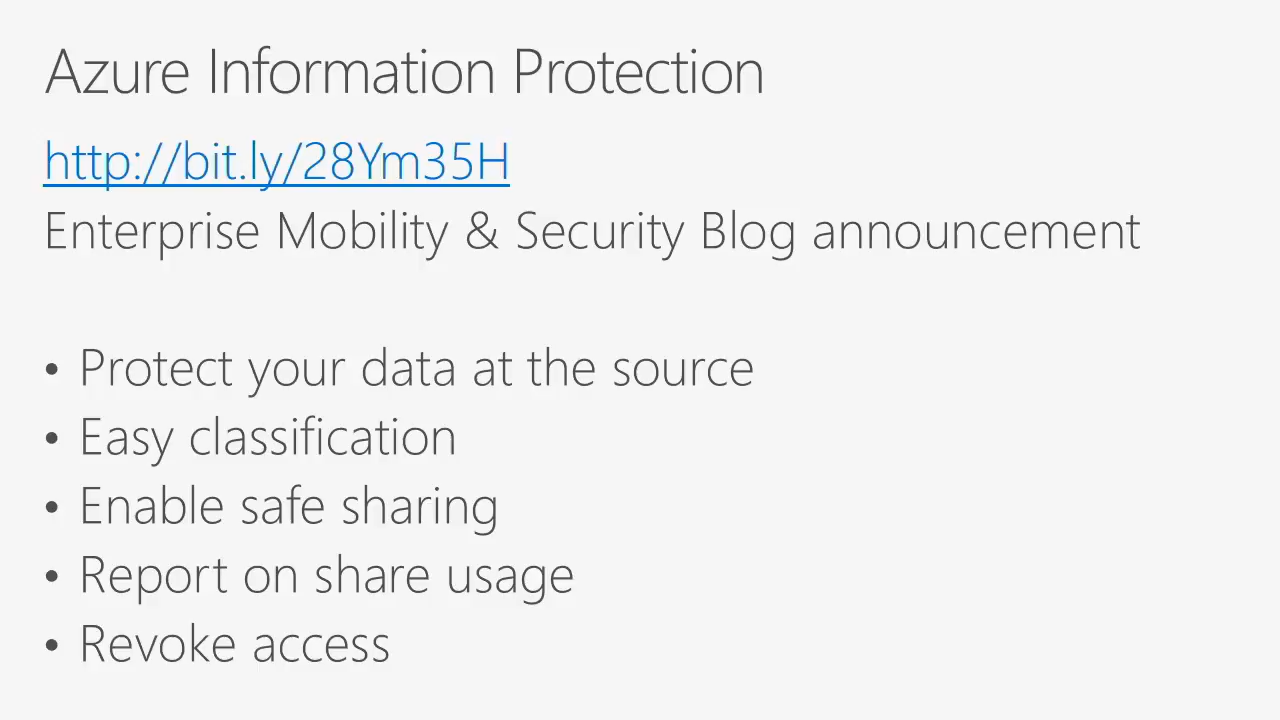 Azure Information Protection
http://bit.ly/28Ym35H
Enterprise Mobility & Security Blog announcement
• Protect your data at the source
• Easy classification
• Enable safe sharing
• Report on share usage
• Revoke access